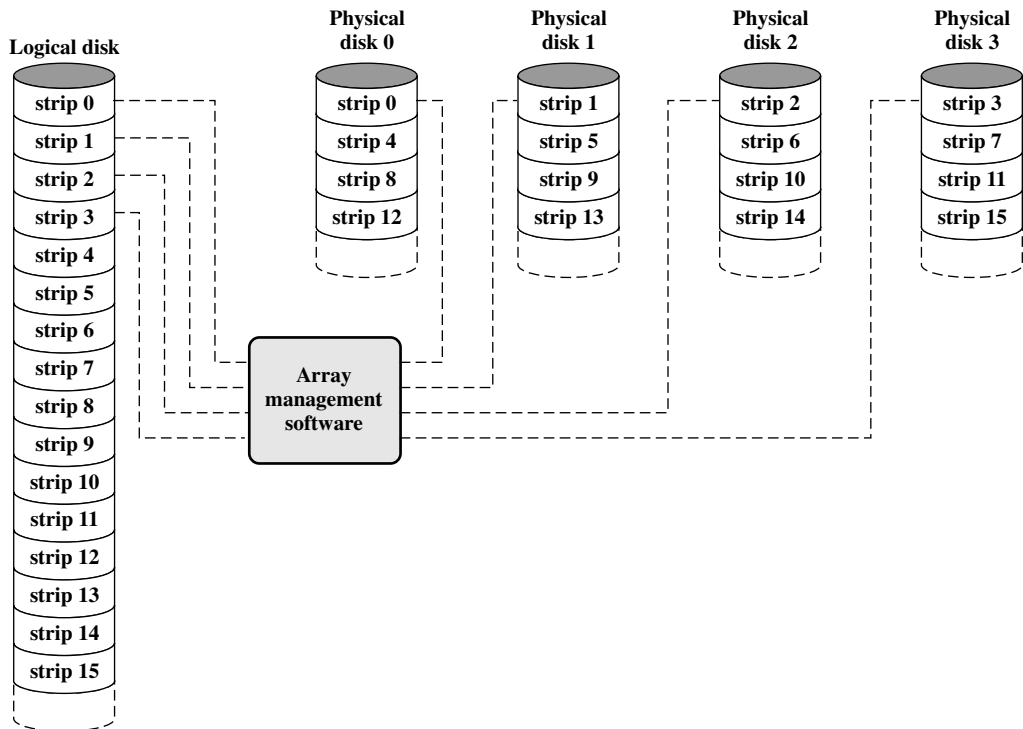 Logical disk
strip 0
strip 1
strip 2
strip 3
strip 4
strip 5
strip 6
strip 7
strip 8
strip 9
strip 10
strip 11
strip 12
strip 13
strip 14
strip 15
Physical
disk 0
strip 0
strip 4
strip 8
strip 12
Physical
disk 1
strip 1
strip 5
strip 9
strip 13
Physical
disk 2
strip 2
strip 6
strip 10
strip 14
Physical
disk 3
strip 3
strip 7
strip 11
strip 15
Array
management
software